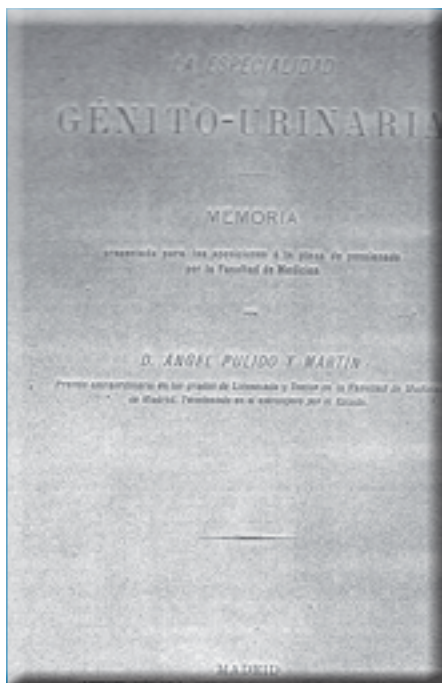 LA ESPECIALIDAD
GÉNITO-URINARIA
MEMORIA
presentada para las oposiciones á la plaza de pensionado
por la Facultad de Medicina
D. ANGEL PULIDO Y MARTÍN
Premio extraordinario en los grados de Licenciado y Doctor en la Facultad de Medicina
de Madrid, Pensionado en el extranjero por el Estado.
MADRID